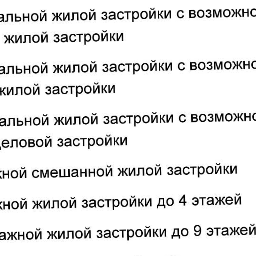 альной жилой застройки с возможно
жилой застройки
альной жилой застройки с возможно
жилой застройки
альной жилой застройки с возможно
деловой застройки
жной смешанной жилой застройки
жной жилой застройки до 4 этажей
ажной жилой застройки до 9 этажей